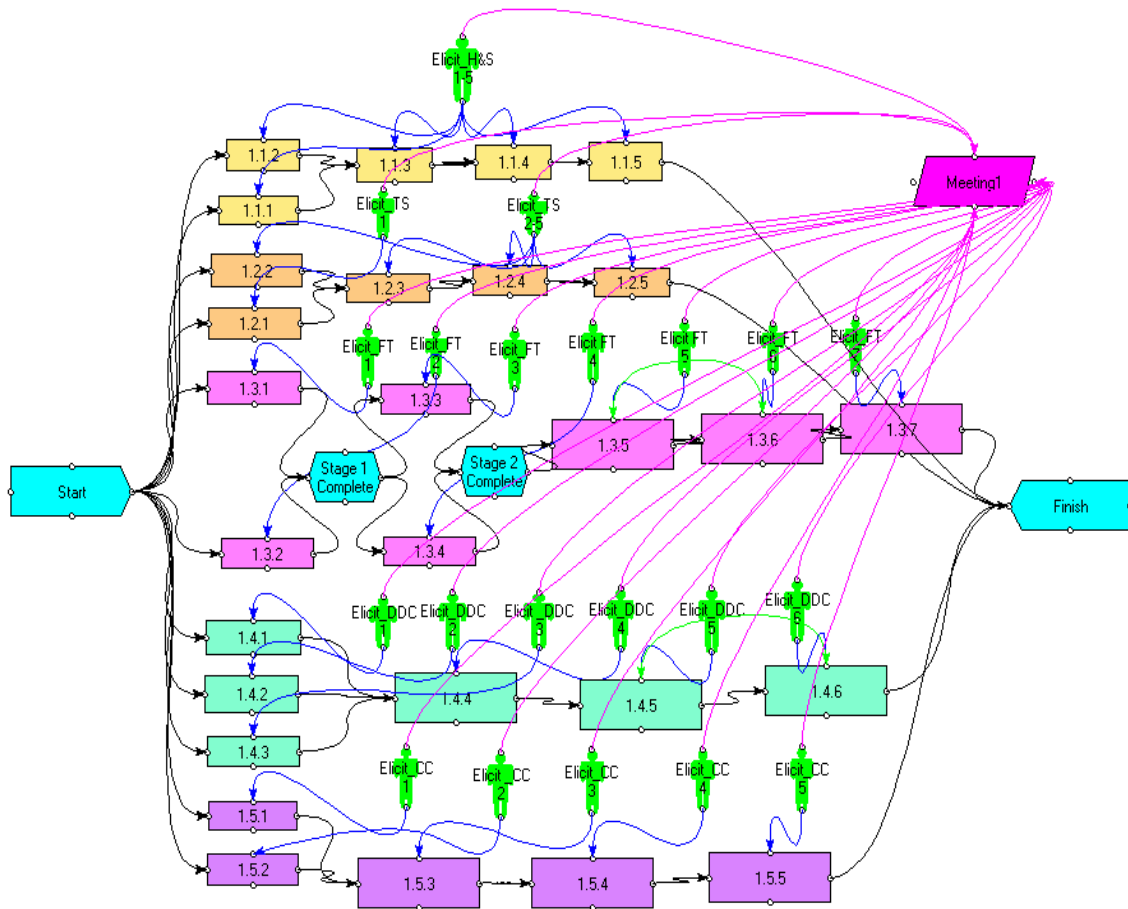 Elicit_H&S
1-5
1.1.2
1.1.3
1.1.4
1.1.5
Meeting1
1.1.1
Elicit_TS
1
Elicit_TS
2-5
1.2.2
1.2.3
1.2.4
1.2.5
1.2.1
Elicit_FT
1
Elicit_FT
2
Elicit_FT
3
Elicit FT
4
Elicit_FT
5
Elicit_FT
6
Elicit_FT
7
1.3.1
1.3.3
1.3.5
1.3.6
1.3.7
Start
Stage 1
Complete
Stage 2
Complete
Finish
1.3.2
1.3.4
Elicit_DDC
1
Elicit_DDC
2
Elicit_DDC
3
Elicit_DDC
4
Elicit_DDC
5
Elicit_DDC
6
1.4.1
1.4.2
1.4.4
1.4.5
1.4.6
1.4.3
Elicit_CC
1
Elicit_CC
2
Elicit_CC
3
Elicit_CC
4
Elicit_CC
5
1.5.1
1.5.2
1.5.3
1.5.4
1.5.5